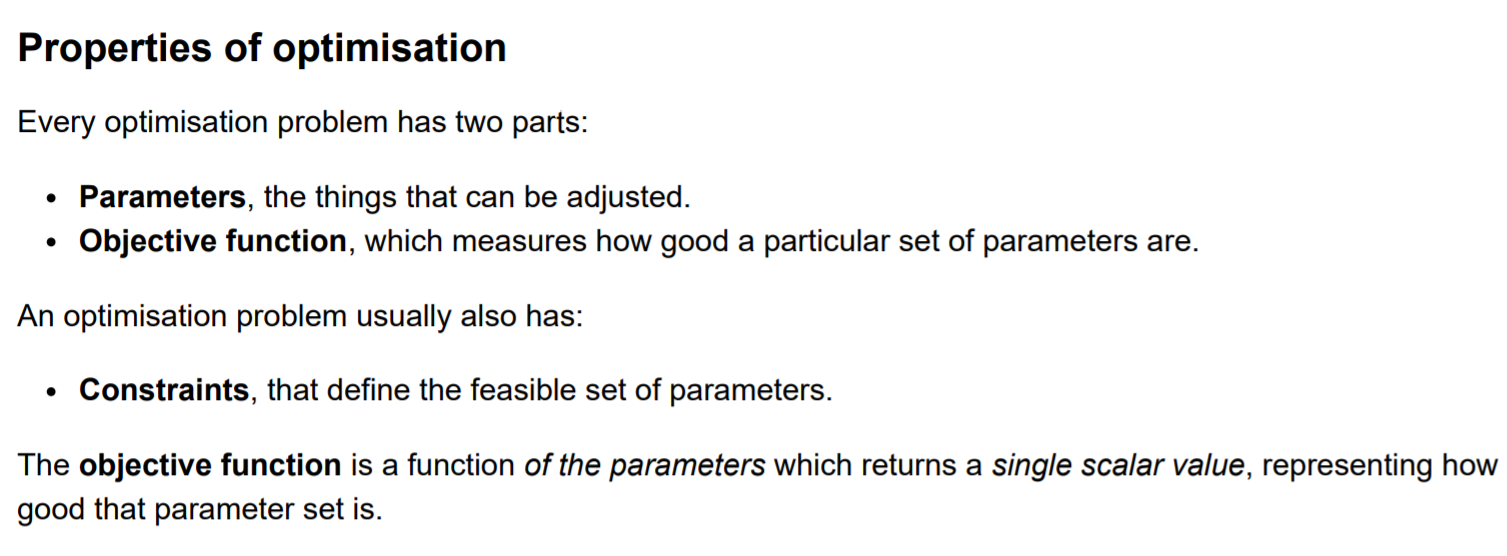 Properties of optimisation
Every optimisation problem has two parts:
• Parameters, the things that can be adjusted.
• Objective function, which measures how good a particular set of parameters are.
An optimisation problem usually also has:
• Constraints, that define the feasible set of parameters.
The objective function is a function of the parameters which returns a single scalar value, representing how
good that parameter set is.